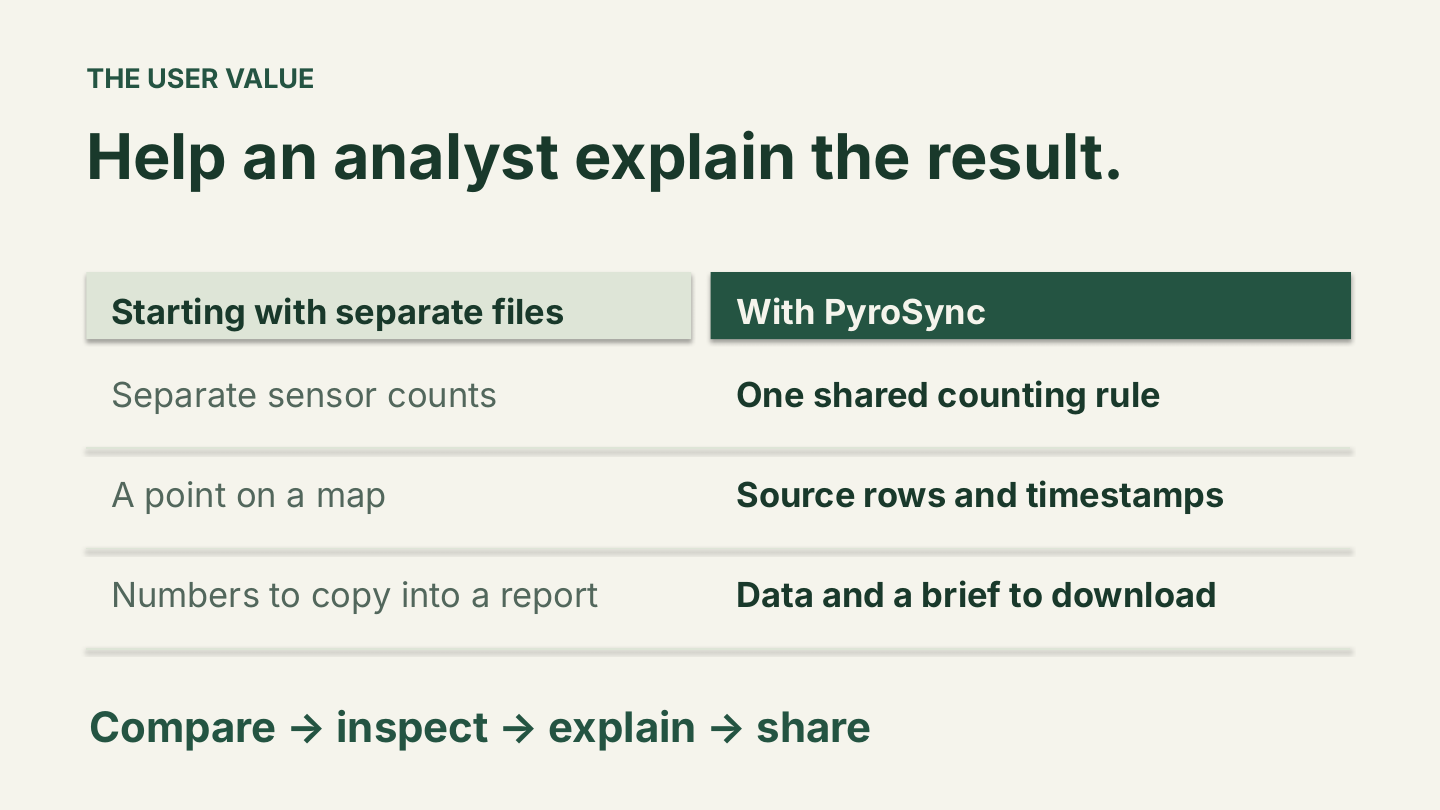 THE USER VALUE
Help an analyst explain the result.
Starting with separate files
With PyroSync
Separate sensor counts
One shared counting rule
A point on a map
Source rows and timestamps
Numbers to copy into a report
Data and a brief to download
Compare → inspect → explain → share